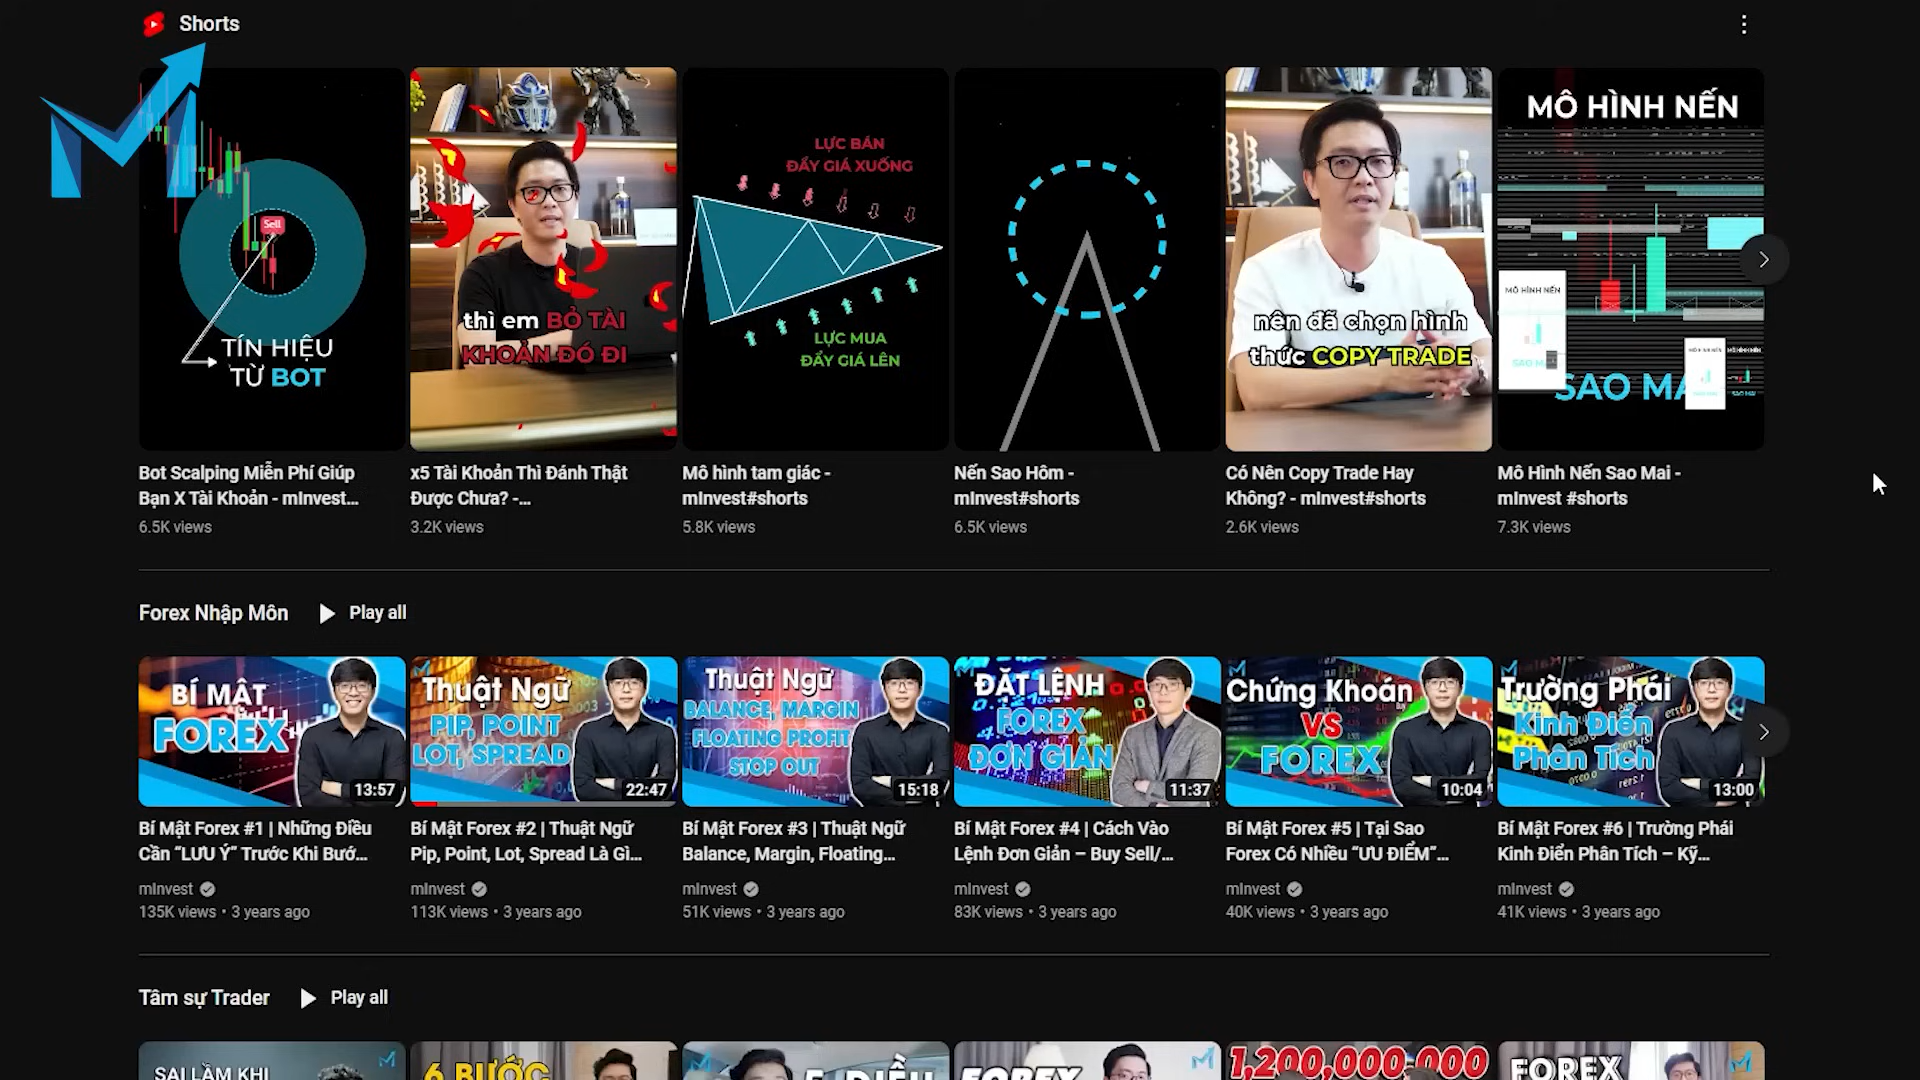 Shorts
Sell
TÍN HIỆU
TỪ BOT
thì em BỎ TÀI
KHOẢN ĐÓ ĐI
LỰC BÁN
ĐẨY GIÁ XUỐNG
LỰC MUA
ĐẨY GIÁ LÊN
nên đã chọn hình
thức COPY TRADE
MÔ HÌNH NẾN
MÔ HÌNH NẾN
SAO MA
Bot Scalping Miễn Phí Giúp
Bạn X Tài Khoản - mInvest...
6.5K views
x5 Tài Khoản Thì Đánh Thật
Được Chưa? -...
3.2K views
Mô hình tam giác -
mInvest#shorts
5.8K views
Nến Sao Hôm -
mInvest#shorts
6.5K views
Có Nên Copy Trade Hay
Không? - mInvest#shorts
2.6K views
Mô Hình Nến Sao Mai -
mInvest #shorts
7.3K views
Forex Nhập Môn
Play all
BÍ MẬT
FOREX
13:57
Thuật Ngữ
PIP, POINT
LOT, SPREAD
22:47
Thuật Ngữ
BALANCE, MARGIN
FLOATING PROFIT
STOP OUT
15:18
ĐẶT LỆNH
FOREX
ĐƠN GIẢN
11:37
Chứng Khoán
VS
FOREX
10:04
Trường Phái
Kinh Điển
Phân Tích
13:00
Bí Mật Forex #1 | Những Điều
Cần “LƯU Ý” Trước Khi Bướ...
mInvest
135K views • 3 years ago
Bí Mật Forex #2 | Thuật Ngữ
Pip, Point, Lot, Spread Là Gì...
mInvest
113K views • 3 years ago
Bí Mật Forex #3 | Thuật Ngữ
Balance, Margin, Floating...
mInvest
51K views • 3 years ago
Bí Mật Forex #4 | Cách Vào
Lệnh Đơn Giản – Buy Sell/...
mInvest
83K views • 3 years ago
Bí Mật Forex #5 | Tại Sao
Forex Có Nhiều “ƯU ĐIỂM”...
mInvest
40K views • 3 years ago
Bí Mật Forex #6 | Trường Phái
Kinh Điển Phân Tích – Kỹ...
mInvest
41K views • 3 years ago
Tâm sự Trader
Play all
SAI LẦM KHI
6 BƯỚC
5 ĐIỀU
FOREX
1,200,000,000
FOREX